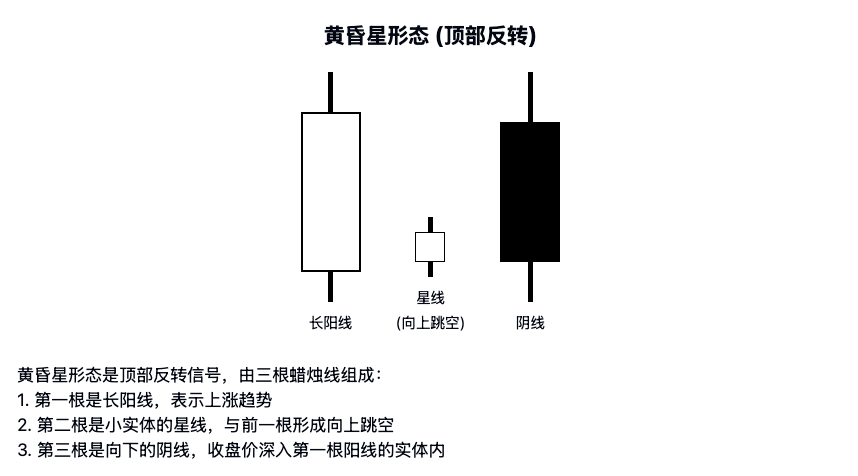 黄昏星形态 (顶部反转)
星线
长阳线
(向上跳空)
阴线
黄昏星形态是顶部反转信号，由三根蜡烛线组成：
1. 第一根是长阳线，表示上涨趋势
2. 第二根是小实体的星线，与前一根形成向上跳空
3. 第三根是向下的阴线，收盘价深入第一根阳线的实体内